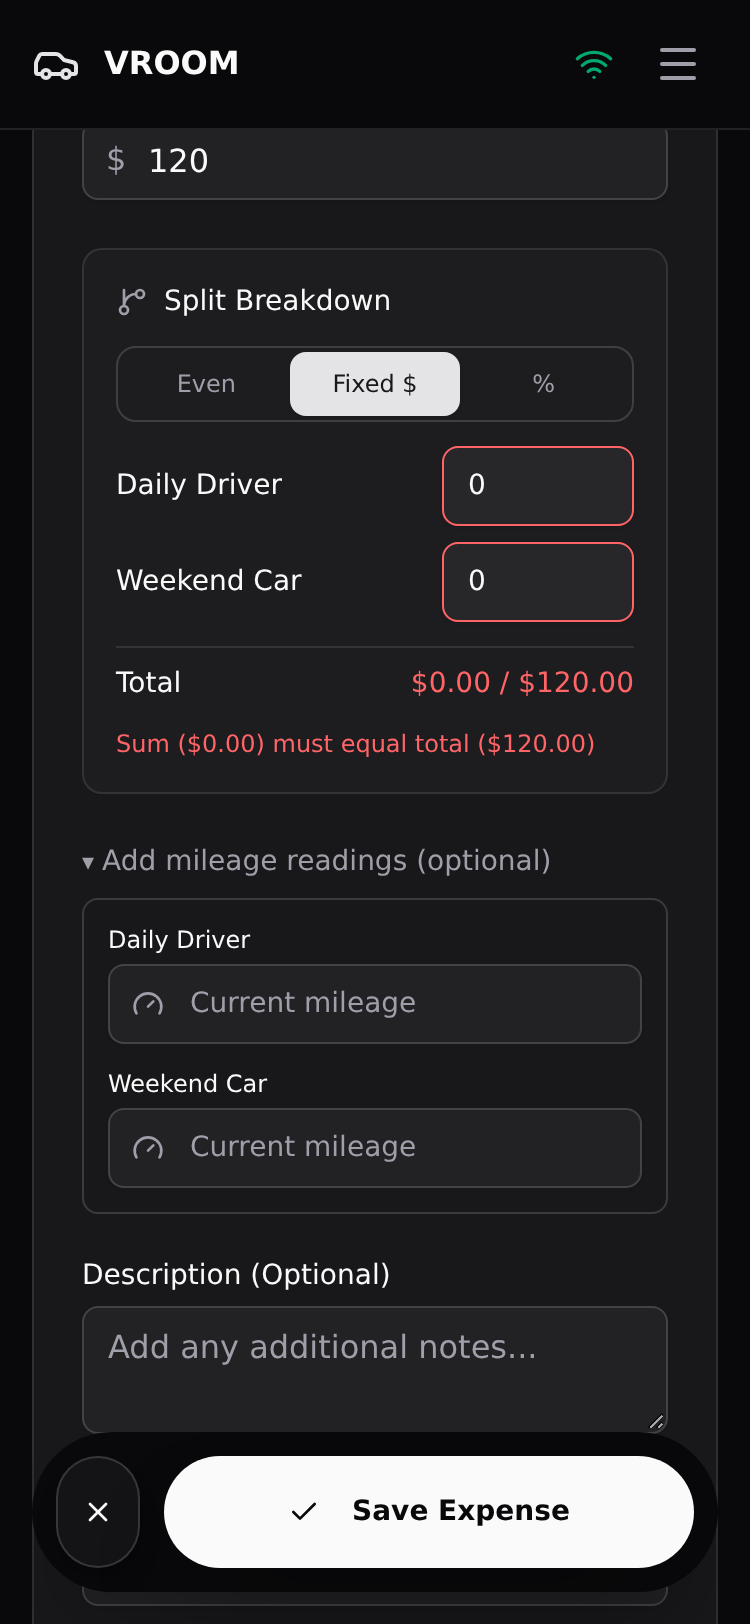 VROOM
$ 120
Split Breakdown
Even Fixed $ %
Daily Driver 0
Weekend Car 0
Total $0.00 / $120.00
Sum ($0.00) must equal total ($120.00)
▾ Add mileage readings (optional)
Daily Driver
Current mileage
Weekend Car
Current mileage
Description (Optional)
Add any additional notes...
Save Expense